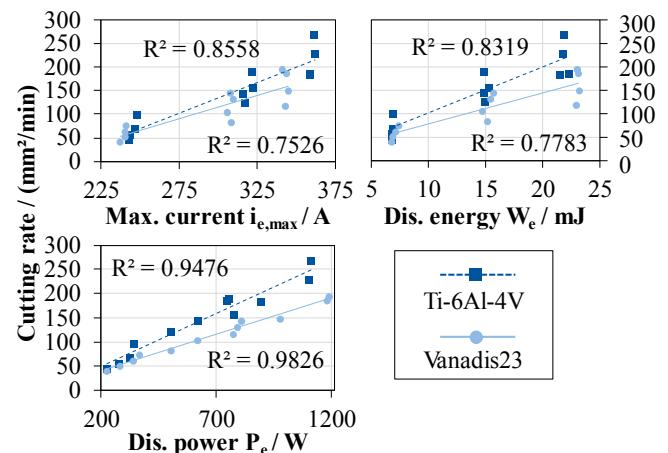 300
250
200
150
100
50
0
R² = 0.8558
R² = 0.7526
225
275
325
375
Max. current i_e,max / A
R² = 0.8319
R² = 0.7783
300
250
200
150
100
50
0
5
10
15
20
25
Dis. energy W_e / mJ
Cutting rate / (mm²/min)
300
250
200
150
100
50
0
R² = 0.9476
R² = 0.9826
200
700
1200
Dis. power P_e / W
Ti-6Al-4V
Vanadis23